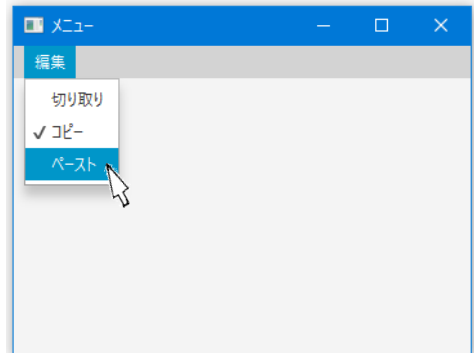 メニュー
編集
切り取り
コピー
ペースト